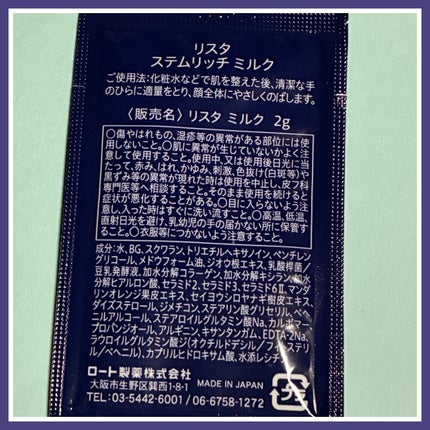 リスタ
ステムリッチ ミルク
ご使用法:化粧水などで肌を整えた後、清潔な手
のひらに適量をとり、顔全体にやさしくのばします。
〈販売名〉リスタ ミルク 2g
○傷やはれもの、湿疹等の異常がある部位には使
用しないこと。○肌に異常が生じていないかよく注
意して使用すること。使用中、又は使用後日光に当
たって、赤み、はれ、かゆみ、刺激、色抜け(白斑等)や
黒ずみ等の異常が現れた時は使用を中止し、皮フ科
専門医等へ相談すること。そのまま使用を続けると
症状が悪化することがある。○目に入らないよう注
意し、入った時はすぐに洗い流すこと。○高温、低温、
直射日光を避け、乳幼児の手の届かない所に保管す
ること。○衣服等につかないよう注意すること。
成分:水、BG、スクワラン、トリエチルヘキサノイン、ペンチレン
グリコール、メドウフォーム油、ジオウ根エキス、乳酸桿菌/
豆乳発酵液、加水分解コラーゲン、加水分解キシラン、加水
分解ヒアルロン酸、セラミド2、セラミド3、セラミド6Ⅱ、マンダ
リンオレンジ果皮エキス、セイヨウシロヤナギ樹皮エキス、
ダイズステロール、ジメチコン、ステアリン酸グリセリル、ベヘ
ニルアルコール、ステアロイルグルタミン酸Na、カルボマー、
プロパンジオール、アルギニン、キサンタンガム、EDTA-2Na、
ラウロイルグルタミン酸ジ(オクチルドデシル/フィトステリ
ル/ベヘニル)、カプリルヒドロキサム酸、水添レシチン
ロート製薬株式会社
大阪市生野区巽西1-8-1 MADE IN JAPAN
TEL:03-5442-6001 / 06-6758-1272
プラ